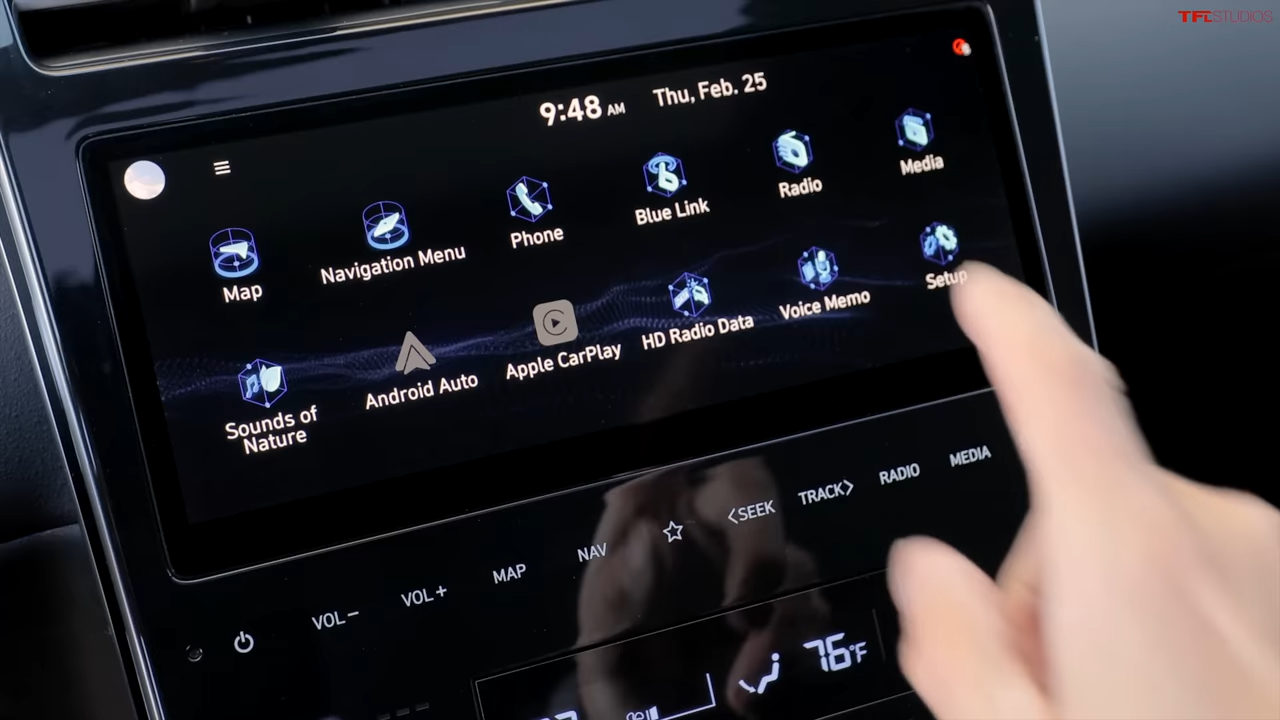 TFLSTUDIOS
9:48 AM Thu, Feb. 25
Map
Navigation Menu
Phone
Blue Link
Radio
Media
Sounds of
Nature
Android Auto
Apple CarPlay
HD Radio Data
Voice Memo
Setup
VOL−
VOL+
MAP
NAV
<SEEK
TRACK>
RADIO
MEDIA
76°F